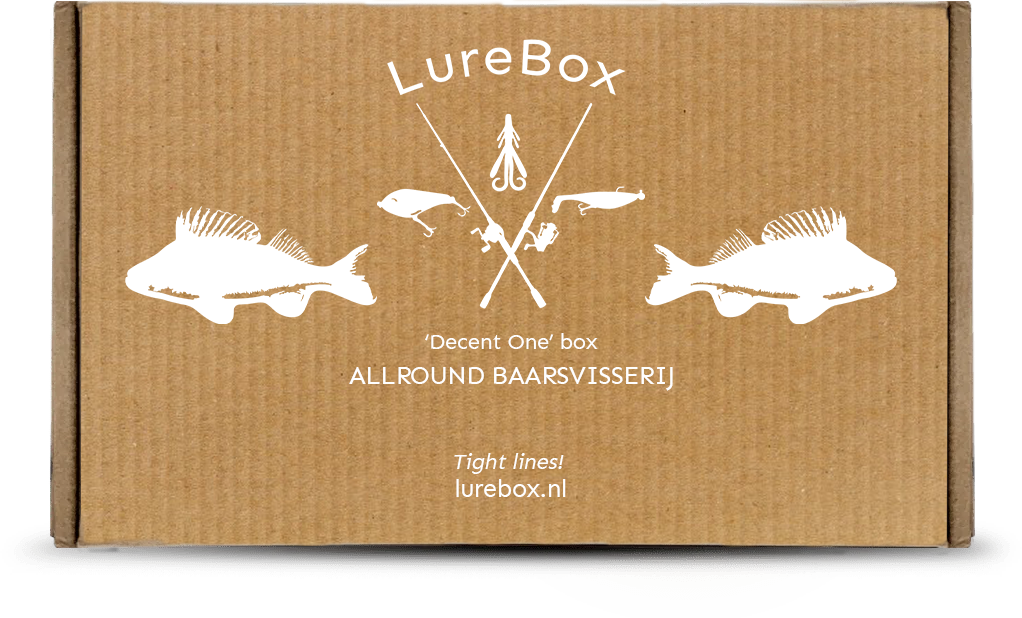 LureBox
‘Decent One’ box
ALLROUND BAARSVISSERIJ
Tight lines!
lurebox.nl